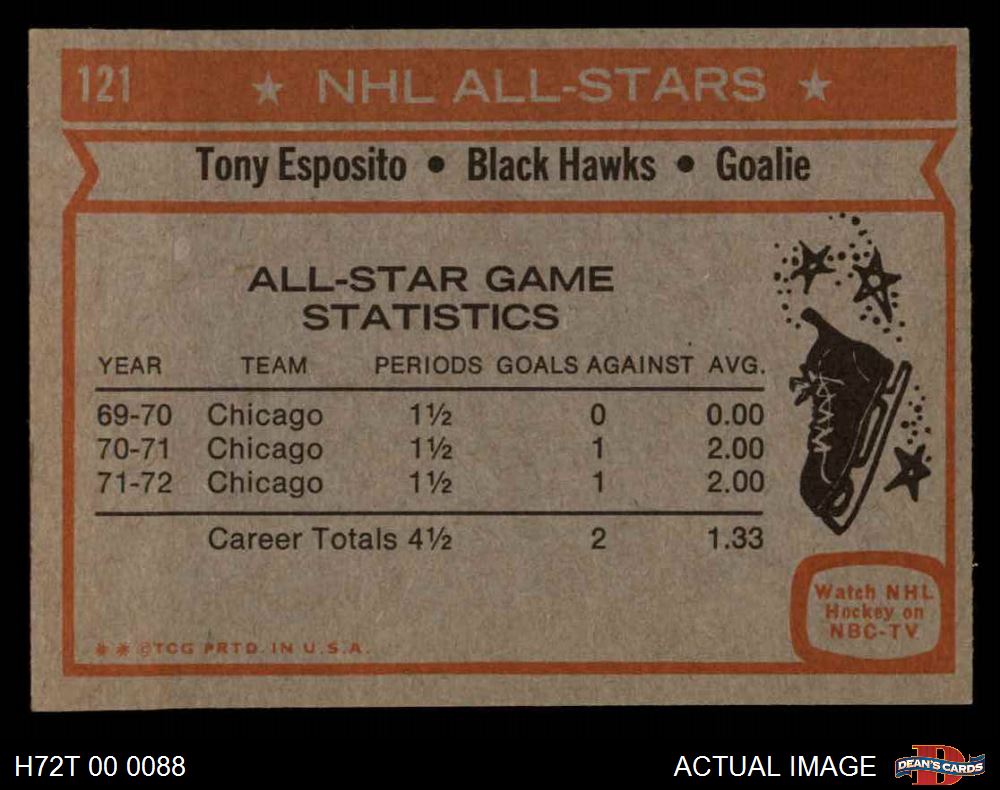 121 ★ NHL ALL-STARS ★
Tony Esposito • Black Hawks • Goalie
ALL-STAR GAME
STATISTICS
YEAR TEAM PERIODS GOALS AGAINST AVG.
69-70 Chicago 1½ 0 0.00
70-71 Chicago 1½ 1 2.00
71-72 Chicago 1½ 1 2.00
Career Totals 4½ 2 1.33
Watch NHL
Hockey on
NBC-TV
* * ©TCG PRTD. IN U.S.A.
H72T 00 0088 ACTUAL IMAGE D DEAN'S CARDS